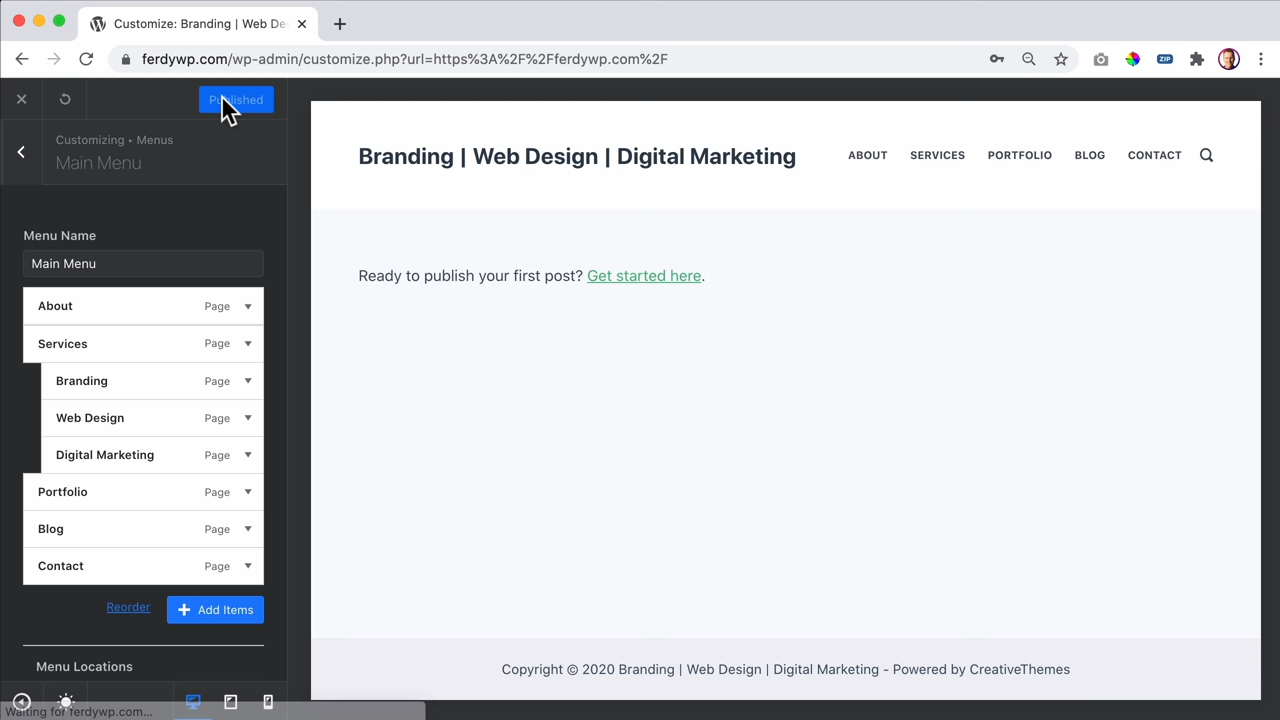 Customize: Branding | Web De
ferdywp.com/wp-admin/customize.php?url=https%3A%2F%2Fferdywp.com%2F
ZIP
Published
Customizing ▸ Menus
Main Menu
Menu Name
Main Menu
About Page
Services Page
Branding Page
Web Design Page
Digital Marketing Page
Portfolio Page
Blog Page
Contact Page
Reorder
Add Items
Menu Locations
Waiting for ferdywp.com...
Branding | Web Design | Digital Marketing
ABOUT SERVICES PORTFOLIO BLOG CONTACT
Ready to publish your first post? Get started here.
Copyright © 2020 Branding | Web Design | Digital Marketing - Powered by CreativeThemes